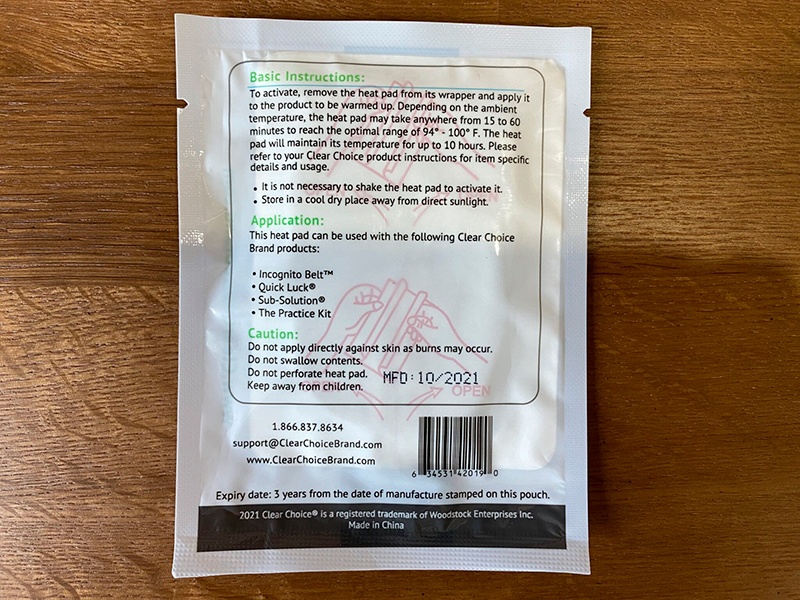 Basic Instructions:
To activate, remove the heat pad from its wrapper and apply it
to the product to be warmed up. Depending on the ambient
temperature, the heat pad may take anywhere from 15 to 60
minutes to reach the optimal range of 94° - 100° F. The heat
pad will maintain its temperature for up to 10 hours. Please
refer to your Clear Choice product instructions for item specific
details and usage.
• It is not necessary to shake the heat pad to activate it.
• Store in a cool dry place away from direct sunlight.
Application:
This heat pad can be used with the following Clear Choice
Brand products:
• Incognito Belt™
• Quick Luck®
• Sub-Solution®
• The Practice Kit
Caution:
Do not apply directly against skin as burns may occur.
Do not swallow contents.
Do not perforate heat pad.
Keep away from children.
MFD:10/2021
OPEN
1.866.837.8634
support@ClearChoiceBrand.com
www.ClearChoiceBrand.com
6 34531 42019 0
Expiry date: 3 years from the date of manufacture stamped on this pouch.
2021 Clear Choice® is a registered trademark of Woodstock Enterprises Inc.
Made in China